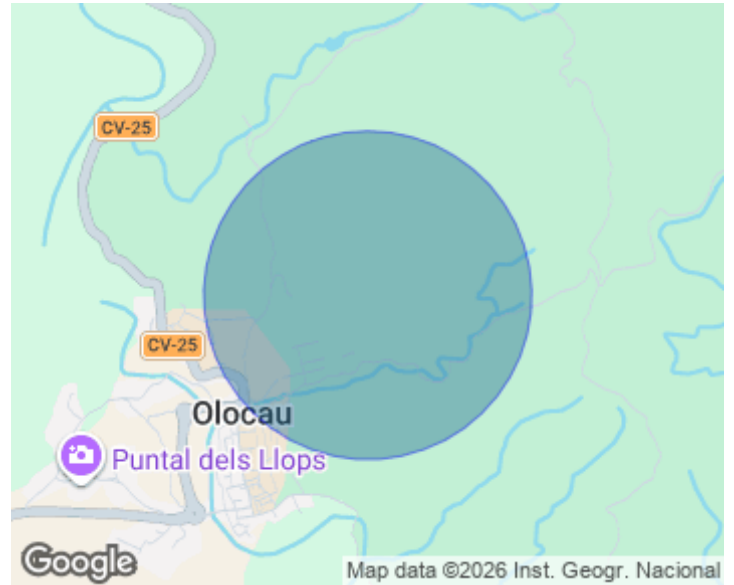 CV-25
CV-25
Olocau
Puntal dels Llops
Google
Map data ©2026 Inst. Geogr. Nacional